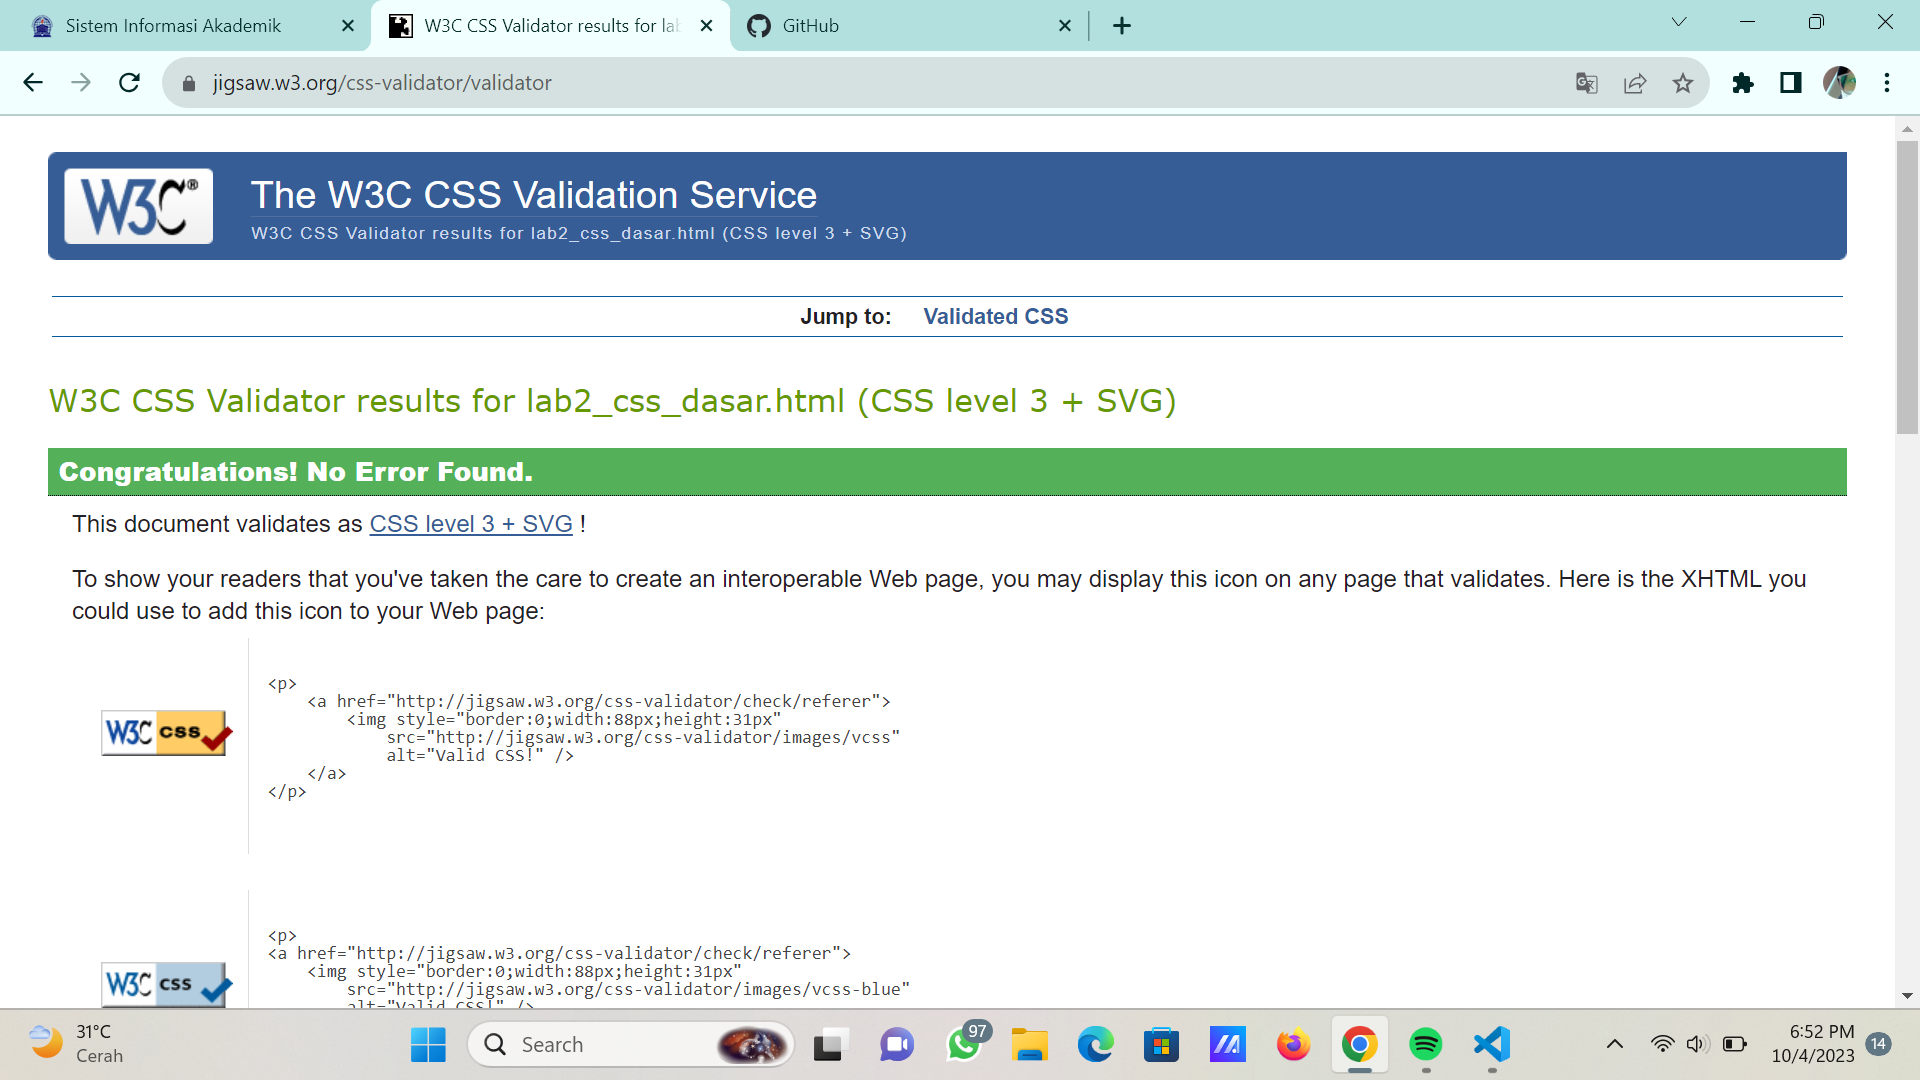 Sistem Informasi Akademik
W3C CSS Validator results for la
GitHub
jigsaw.w3.org/css-validator/validator
W3C®
The W3C CSS Validation Service
W3C CSS Validator results for lab2_css_dasar.html (CSS level 3 + SVG)
Jump to: Validated CSS
W3C CSS Validator results for lab2_css_dasar.html (CSS level 3 + SVG)
Congratulations! No Error Found.
This document validates as CSS level 3 + SVG !
To show your readers that you've taken the care to create an interoperable Web page, you may display this icon on any page that validates. Here is the XHTML you
could use to add this icon to your Web page:
W3C css
<p>
<a href="http://jigsaw.w3.org/css-validator/check/referer">
<img style="border:0;width:88px;height:31px"
src="http://jigsaw.w3.org/css-validator/images/vcss"
alt="Valid CSS!" />
</a>
</p>
W3C css
<p>
<a href="http://jigsaw.w3.org/css-validator/check/referer">
<img style="border:0;width:88px;height:31px"
src="http://jigsaw.w3.org/css-validator/images/vcss-blue"
alt="Valid CSS!" />
31°C
Cerah
Search
97
6:52 PM
10/4/2023
14